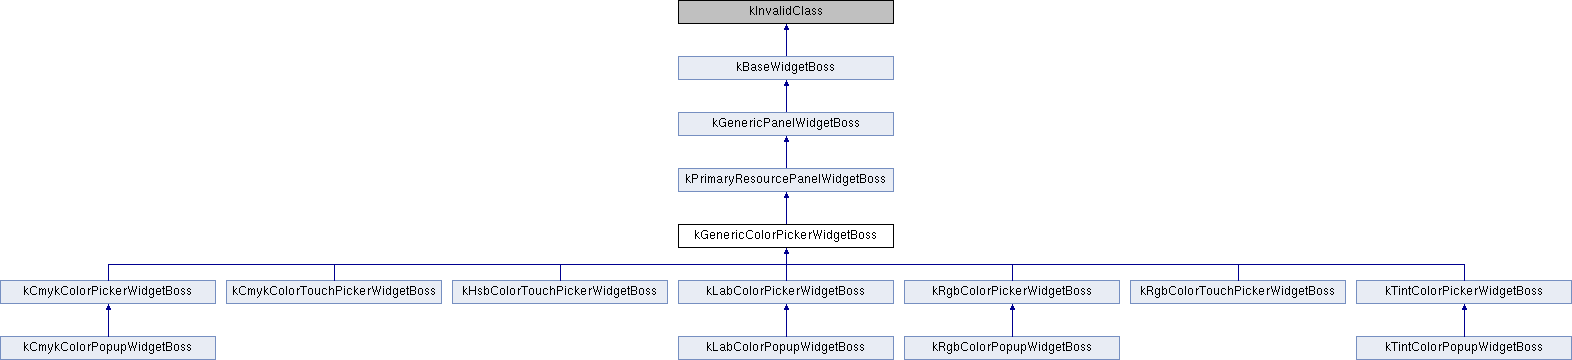 kInvalidClass
kBaseWidgetBoss
kGenericPanelWidgetBoss
kPrimaryResourcePanelWidgetBoss
kGenericColorPickerWidgetBoss
kCmykColorPickerWidgetBoss
kCmykColorTouchPickerWidgetBoss
kHsbColorTouchPickerWidgetBoss
kLabColorPickerWidgetBoss
kRgbColorPickerWidgetBoss
kRgbColorTouchPickerWidgetBoss
kTintColorPickerWidgetBoss
kCmykColorPopupWidgetBoss
kLabColorPopupWidgetBoss
kRgbColorPopupWidgetBoss
kTintColorPopupWidgetBoss